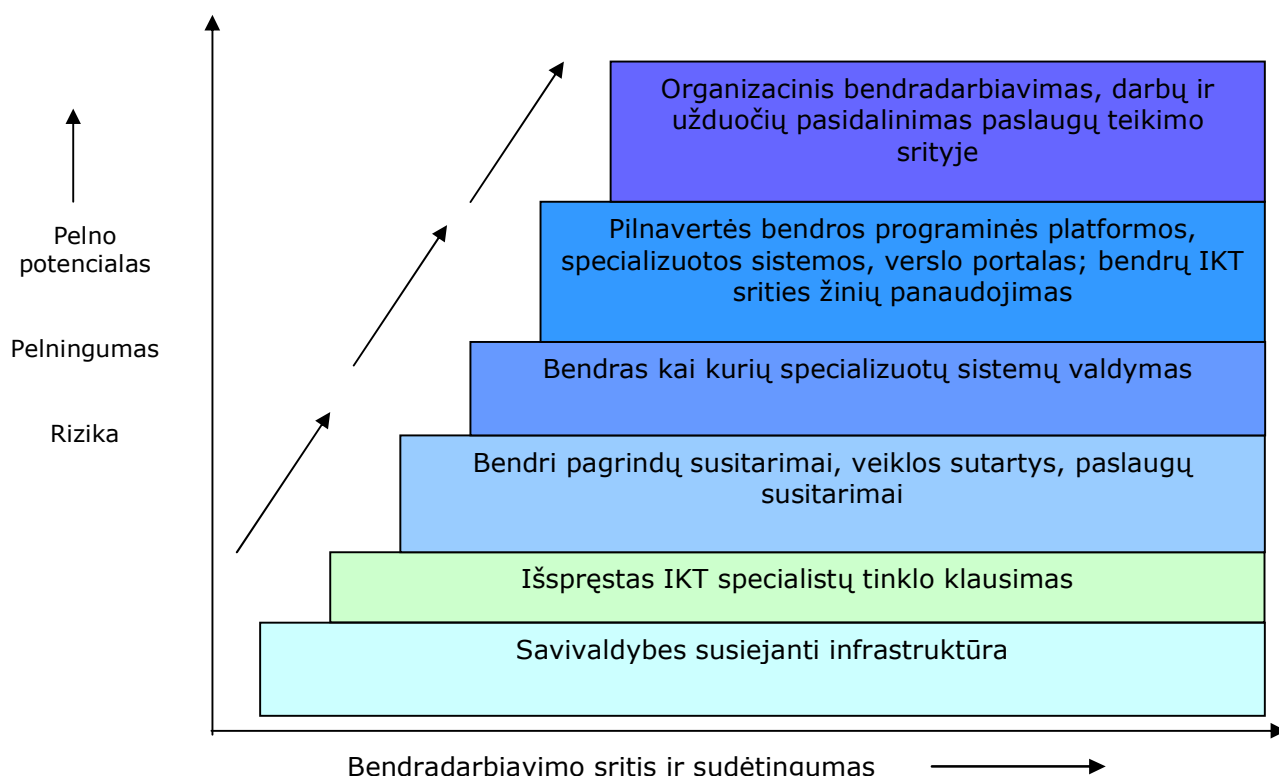 Organizacinis bendradarbiavimas, darbų ir
užduočių pasidalinimas paslaugų teikimo
srityje
Pelno
potencialas
Pilnavertės bendros programinės platformos,
specializuotos sistemos, verslo portalas; bendrų IKT
srities žinių panaudojimas
Pelningumas
Bendras kai kurių specializuotų sistemų valdymas
Rizika
Bendri pagrindų susitarimai, veiklos sutartys, paslaugų
susitarimai
Išspręstas IKT specialistų tinklo klausimas
Savivaldybes susiejanti infrastruktūra
Bendradarbiavimo sritis ir sudėtingumas